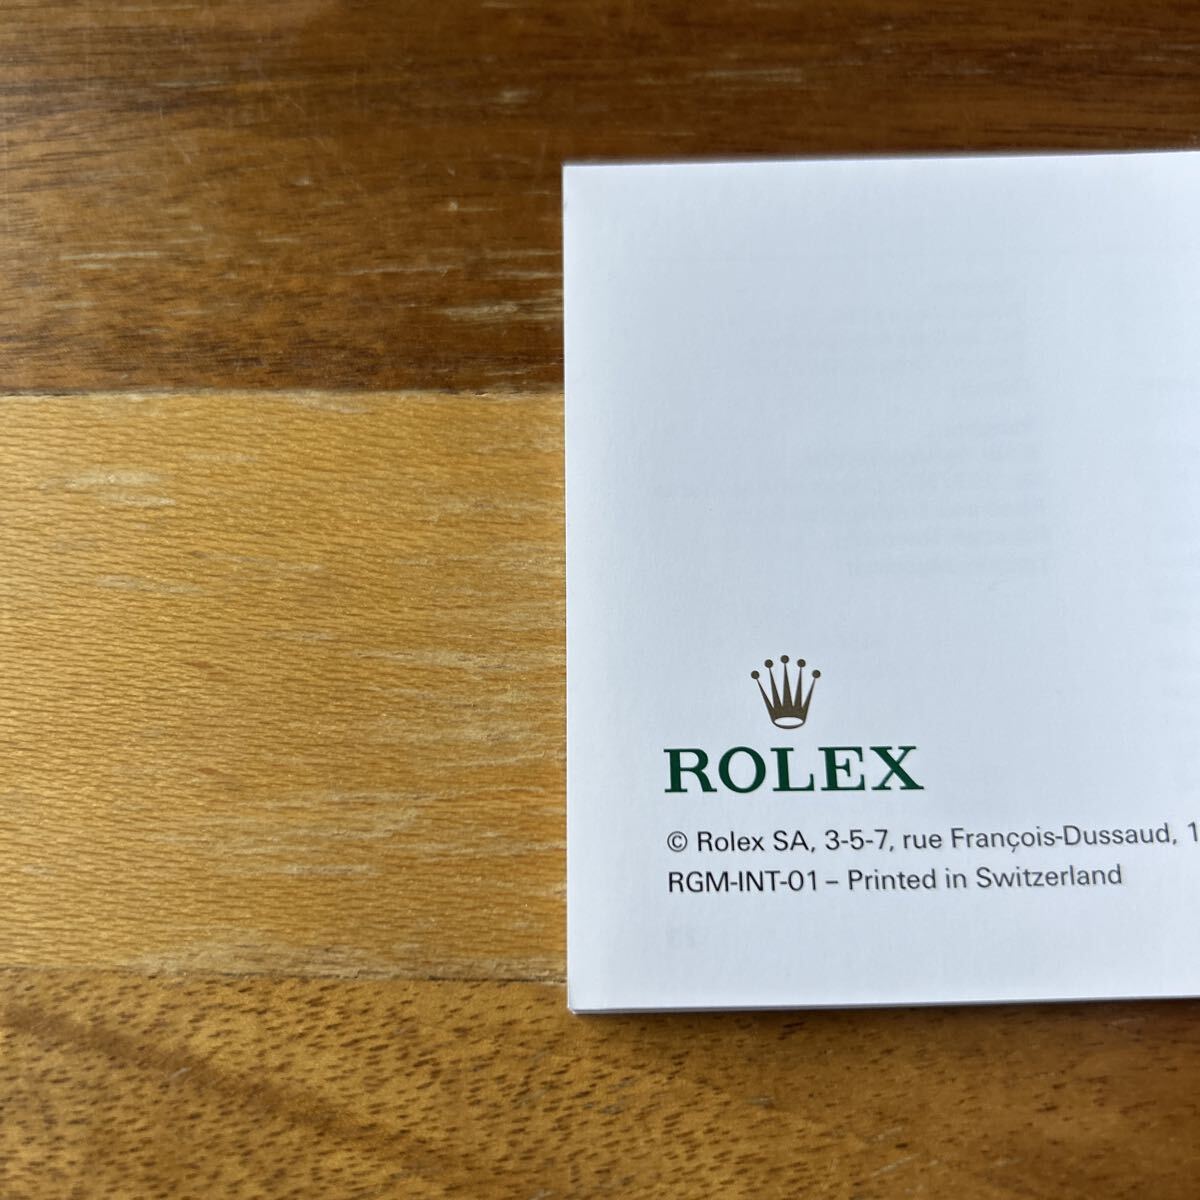 ROLEX
© Rolex SA, 3-5-7, rue François-Dussaud, 1
RGM-INT-01 – Printed in Switzerland